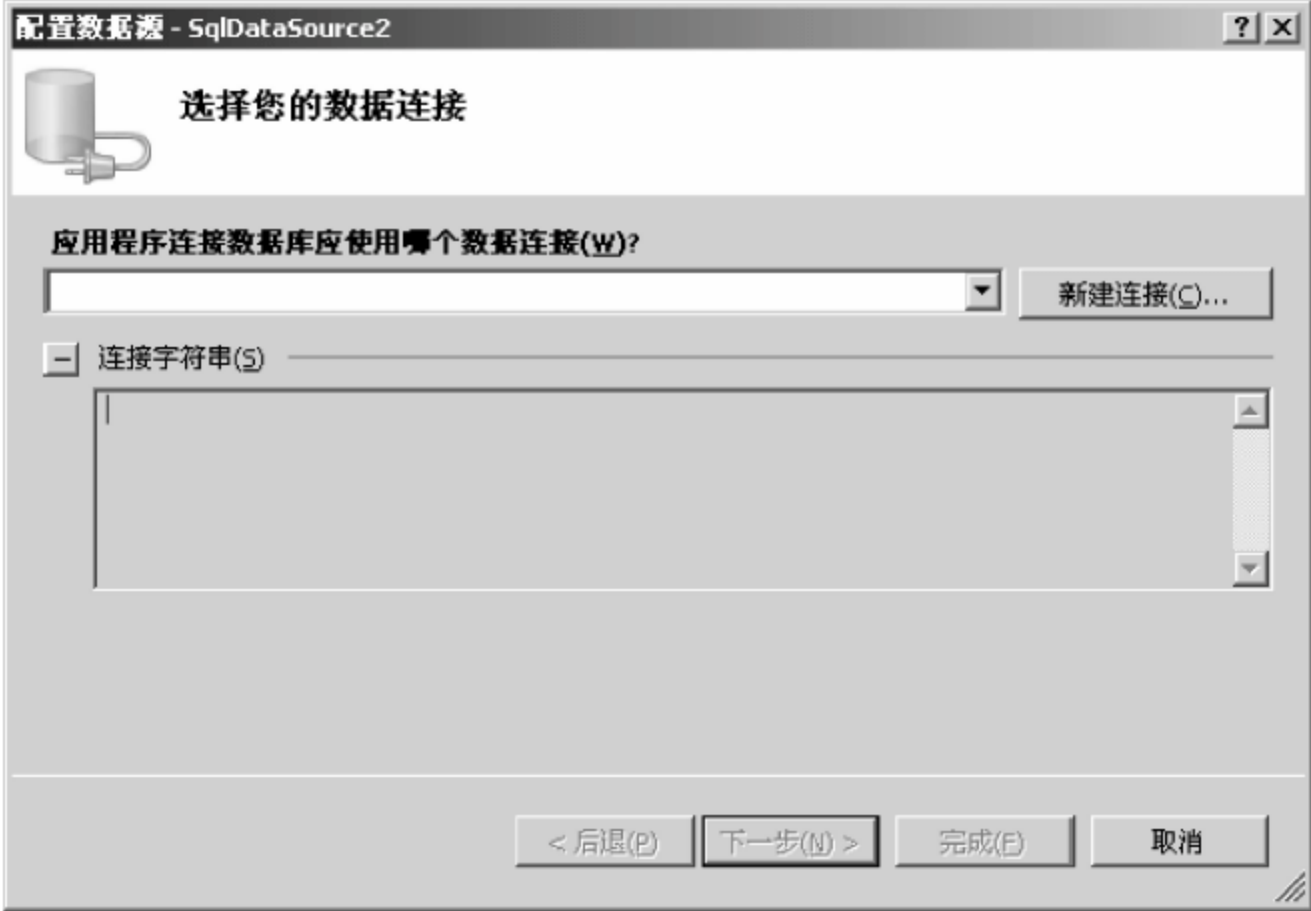 配置数据源 - SqlDataSource2
选择您的数据连接
应用程序连接数据库应使用哪个数据连接(W)?
新建连接(C)...
连接字符串(S)
< 后退(P)
下一步(N) >
完成(F)
取消